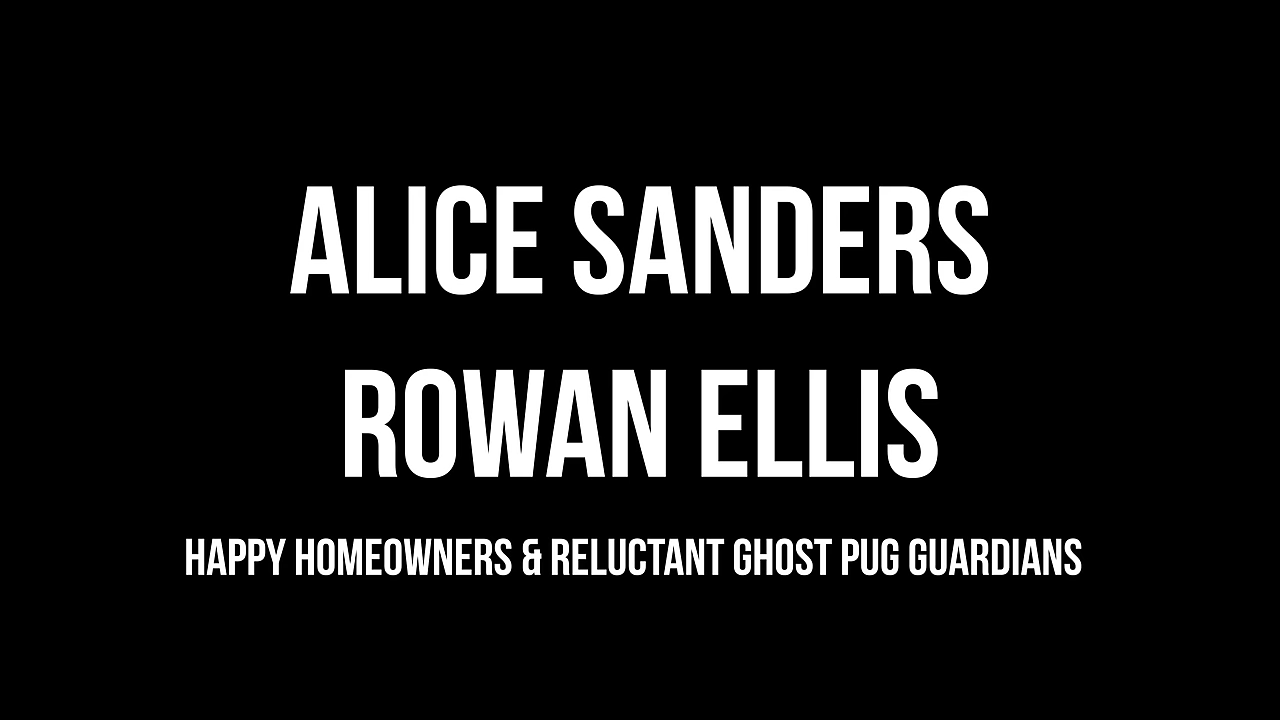 ALICE SANDERS
ROWAN ELLIS
HAPPY HOMEOWNERS & RELUCTANT GHOST PUG GUARDIANS